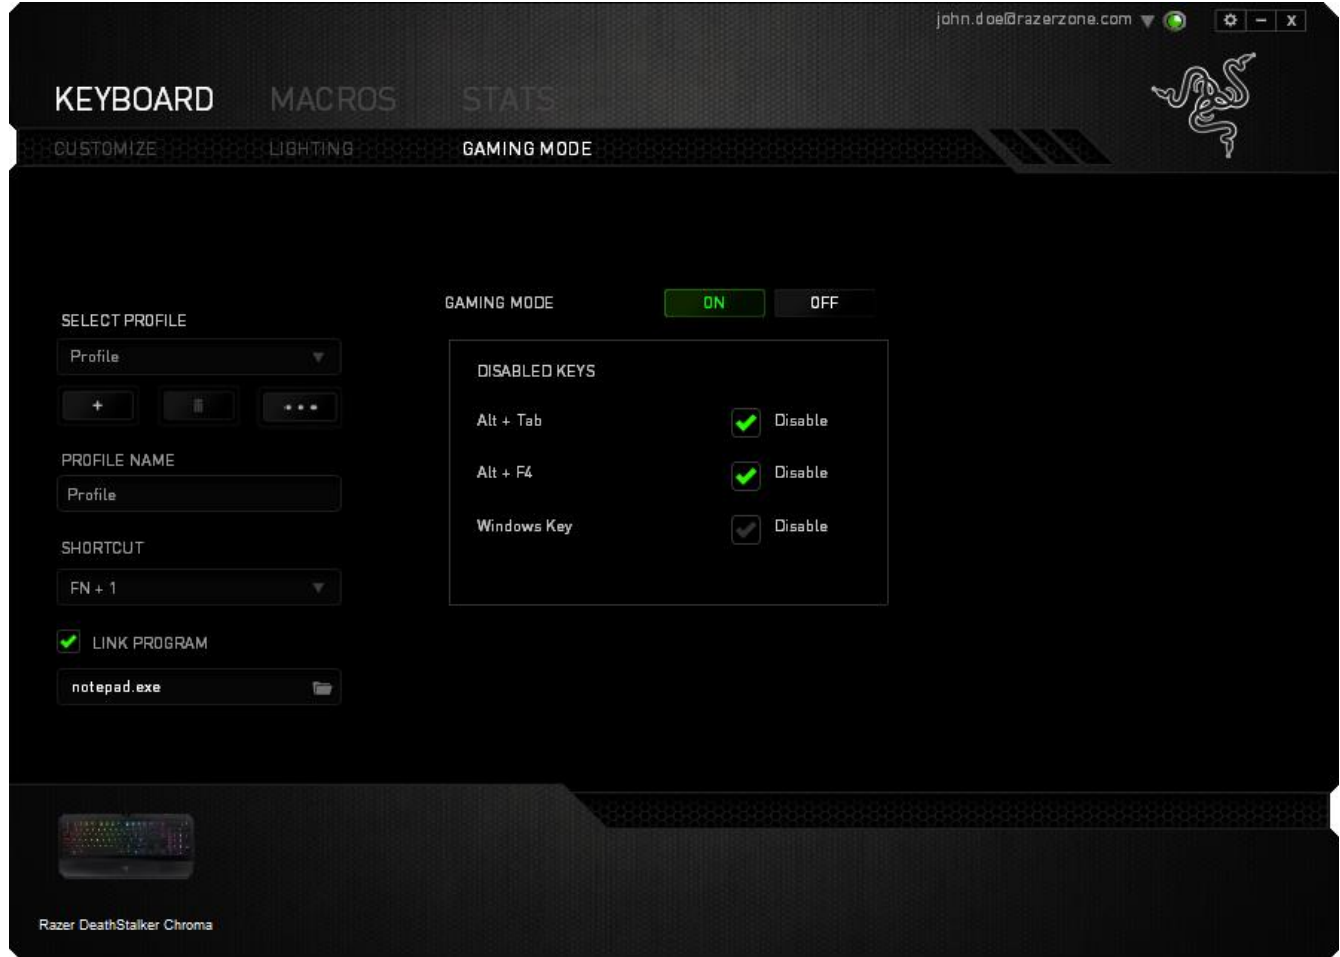 john.doe@razerzone.com
KEYBOARD MACROS STATS
CUSTOMIZE LIGHTING GAMING MODE
SELECT PROFILE
Profile
+
PROFILE NAME
Profile
SHORTCUT
FN + 1
LINK PROGRAM
notepad.exe
GAMING MODE ON OFF
DISABLED KEYS
Alt + Tab Disable
Alt + F4 Disable
Windows Key Disable
Razer DeathStalker Chroma